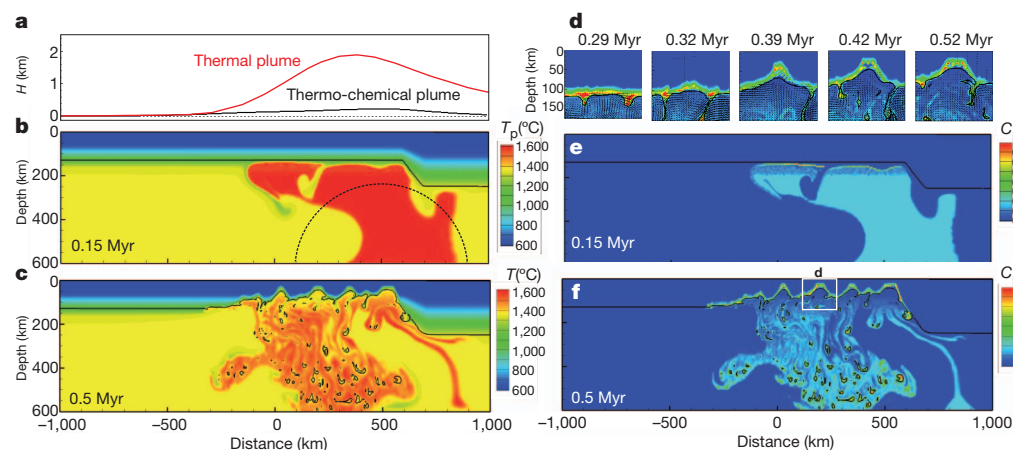 a
H (km)
2
1
0
Thermal plume
Thermo-chemical plume
b
Depth (km)
0
200
400
600
0.15 Myr
Tp(ºC)
1,600
1,400
1,200
1,000
800
600
c
Depth (km)
0
200
400
600
0.5 Myr
T(ºC)
1,600
1,400
1,200
1,000
800
600
−1,000
−500
0
500
1,000
Distance (km)
d
0.29 Myr
0.32 Myr
0.39 Myr
0.42 Myr
0.52 Myr
Depth (km)
0
50
100
150
e
0.15 Myr
C
f
d
0.5 Myr
C
−1,000
−500
0
500
1,000
Distance (km)